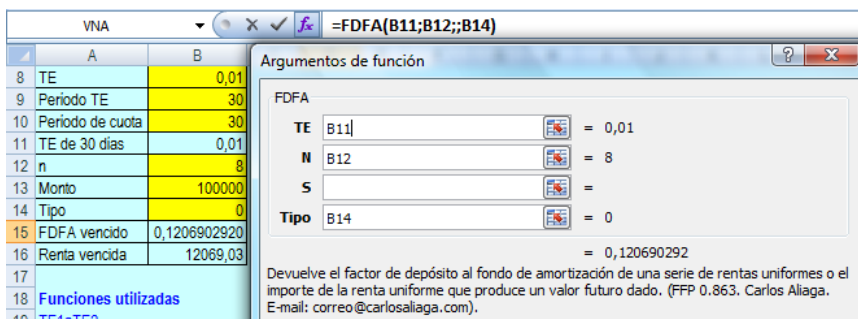 VNA fx =FDFA(B11;B12;;B14)
A B
8 TE 0,01
9 Periodo TE 30
10 Periodo de cuota 30
11 TE de 30 días 0,01
12 n 8
13 Monto 100000
14 Tipo 0
15 FDFA vencido 0,1206902920
16 Renta vencida 12069,03
17
18 Funciones utilizadas
Argumentos de función ? X
FDFA
TE B11 = 0,01
N B12 = 8
S =
Tipo B14 = 0
= 0,120690292
Devuelve el factor de depósito al fondo de amortización de una serie de rentas uniformes o el
importe de la renta uniforme que produce un valor futuro dado. (FFP 0.863. Carlos Aliaga.
E-mail: correo@carlosaliaga.com).